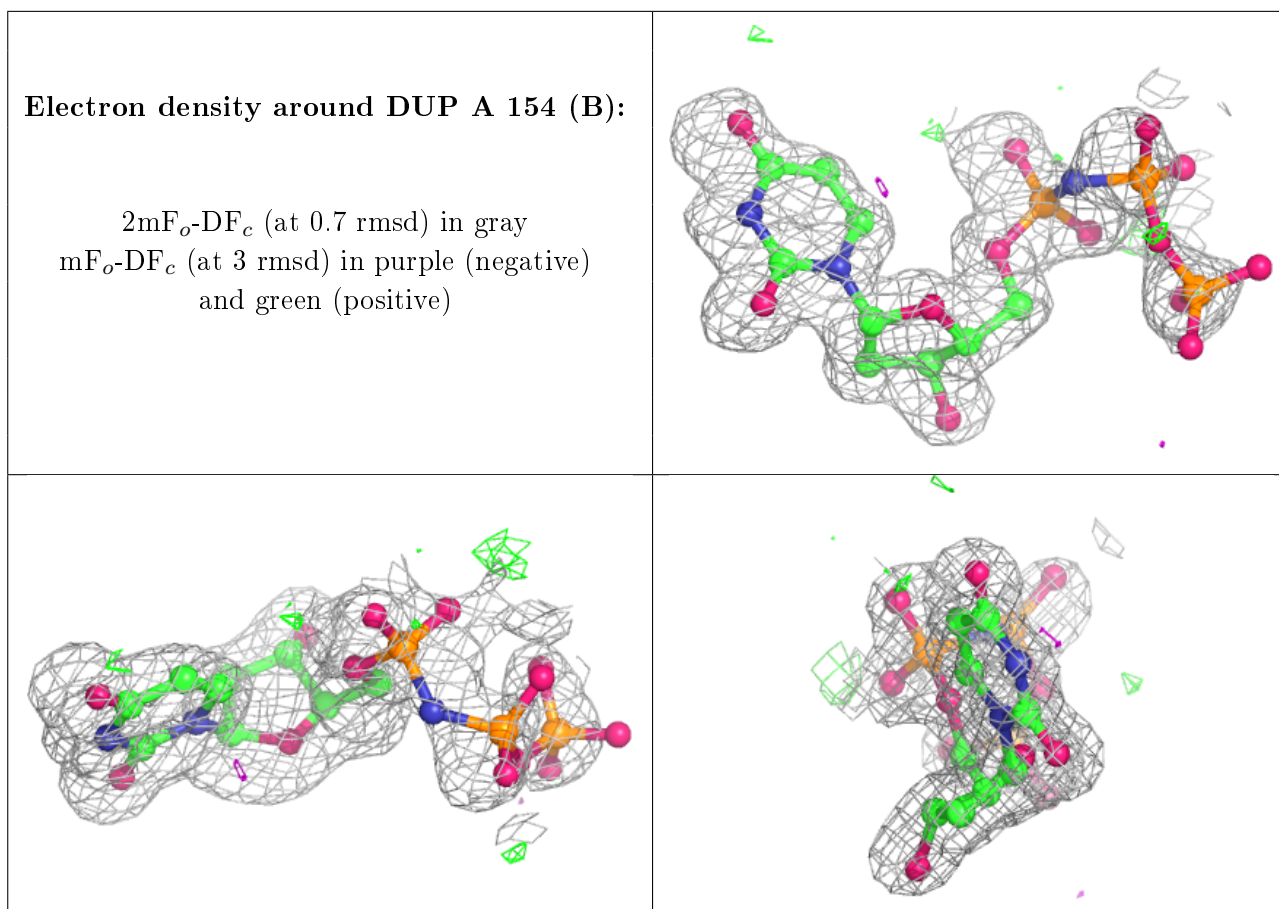 Electron density around DUP A 154 (B):
2mFo-DFc (at 0.7 rmsd) in gray
mFo-DFc (at 3 rmsd) in purple (negative)
and green (positive)